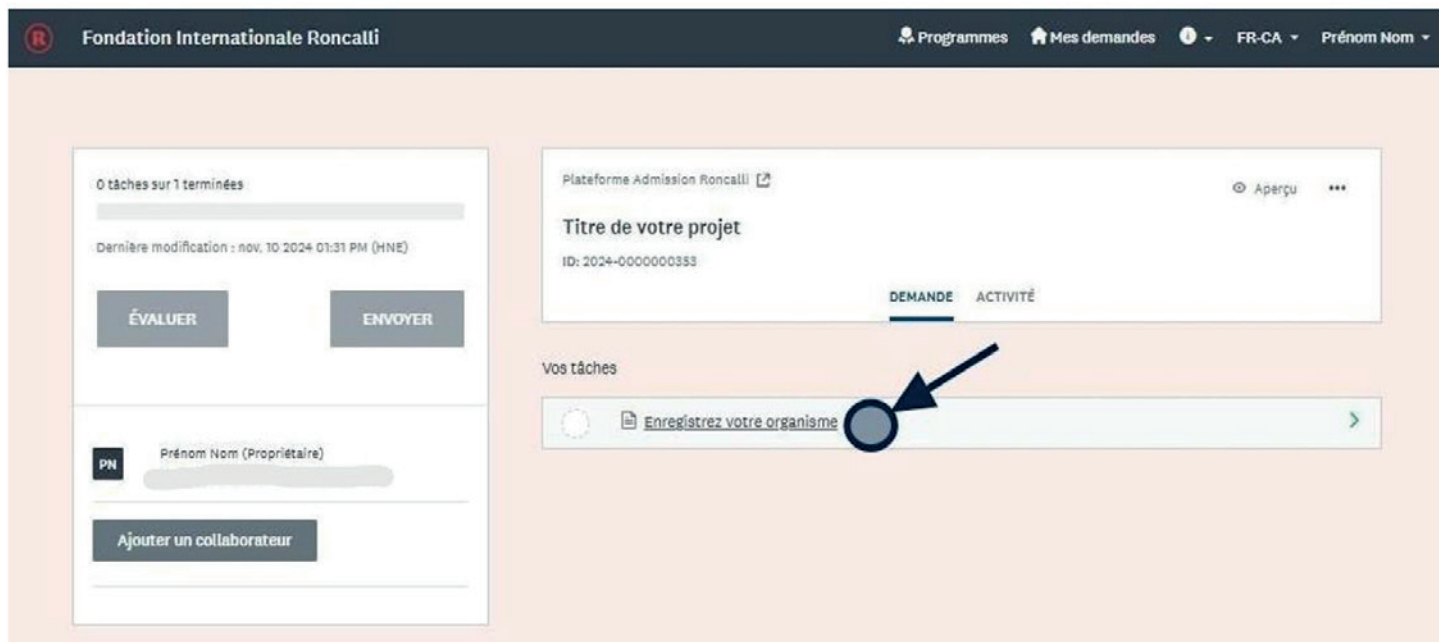 R Fondation Internationale Roncalli Programmes Mes demandes i FR-CA Prénom Nom
0 tâches sur 1 terminées
Dernière modification : nov. 10 2024 01:31 PM (HNE)
ÉVALUER ENVOYER
PN Prénom Nom (Propriétaire)
Ajouter un collaborateur
Plateforme Admission Roncalli
Aperçu •••
Titre de votre projet
ID: 2024-0000000353
DEMANDE ACTIVITÉ
Vos tâches
Enregistrez votre organisme